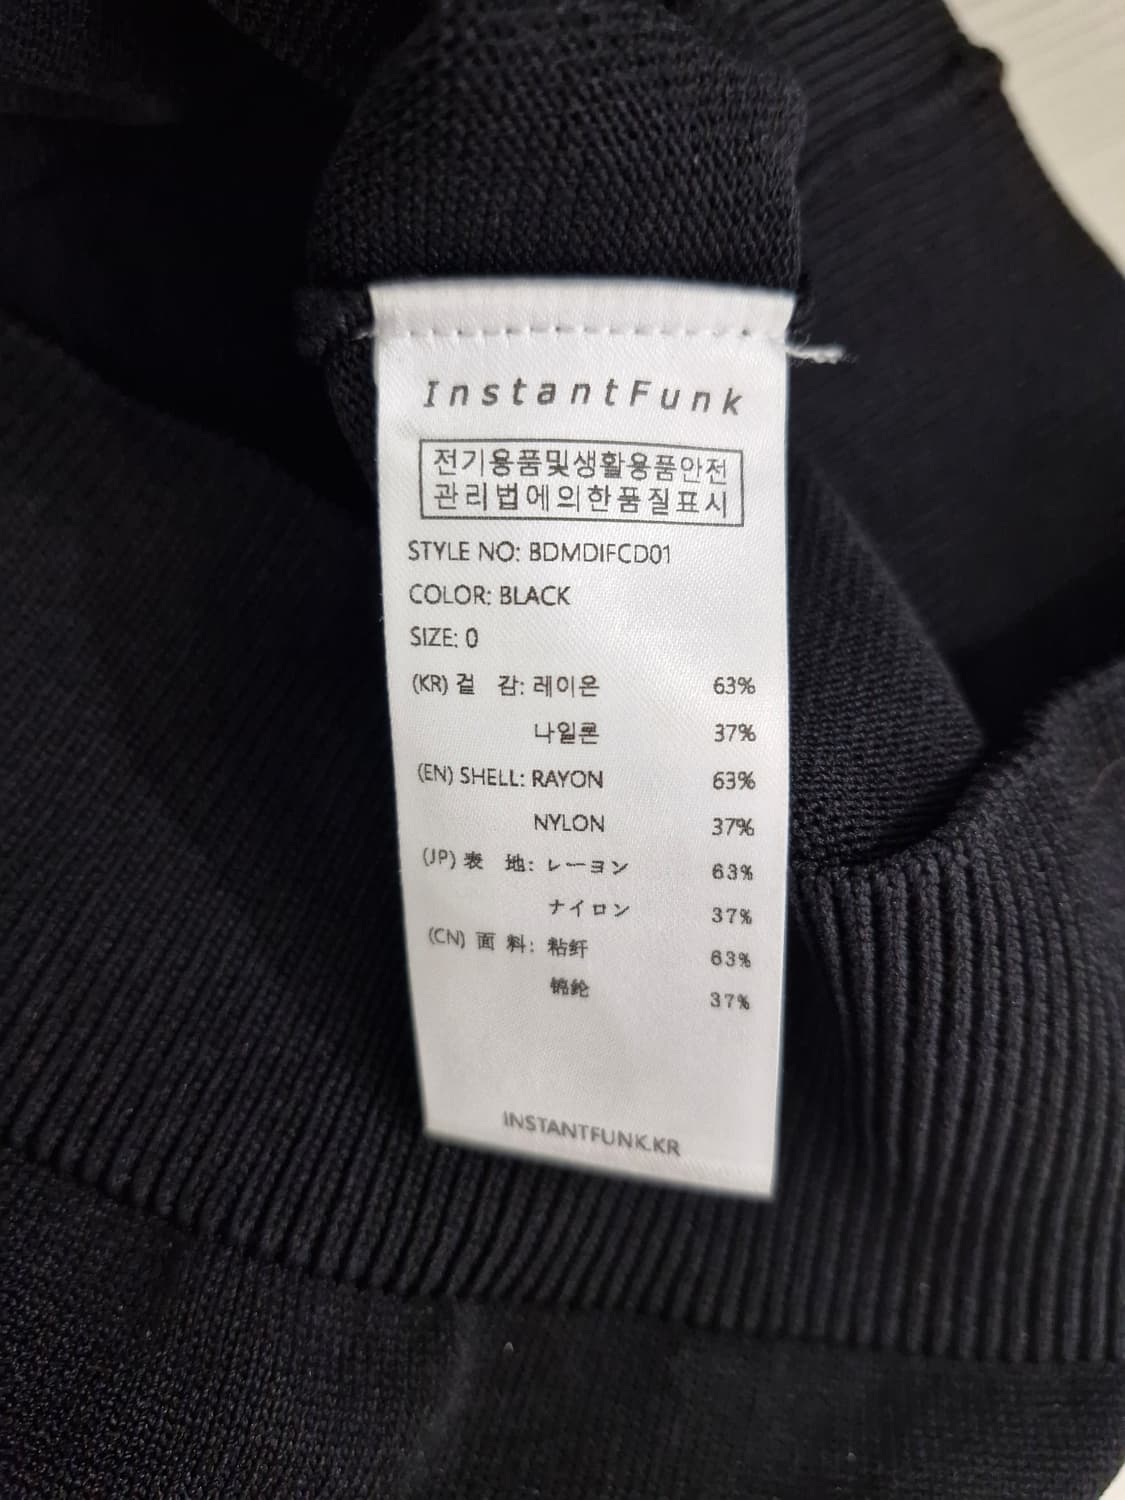 InstantFunk
전기용품및생활용품안전
관리법에의한품질표시
STYLE NO: BDMDIFCD01
COLOR: BLACK
SIZE: 0
(KR) 겉 감: 레이온 63%
나일론 37%
(EN) SHELL: RAYON 63%
NYLON 37%
(JP) 表 地: レーヨン 63%
ナイロン 37%
(CN) 面 料: 粘纤 63%
锦纶 37%
INSTANTFUNK.KR